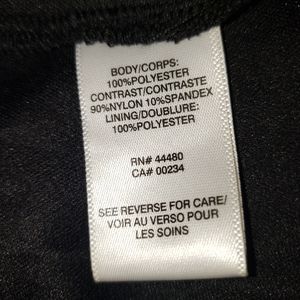 BODY/CORPS:
100%POLYESTER
CONTRAST/CONTRASTE:
90%NYLON 10%SPANDEX
LINING/DOUBLURE:
100%POLYESTER
RN# 44480
CA# 00234
SEE REVERSE FOR CARE/
VOIR AU VERSO POUR
LES SOINS